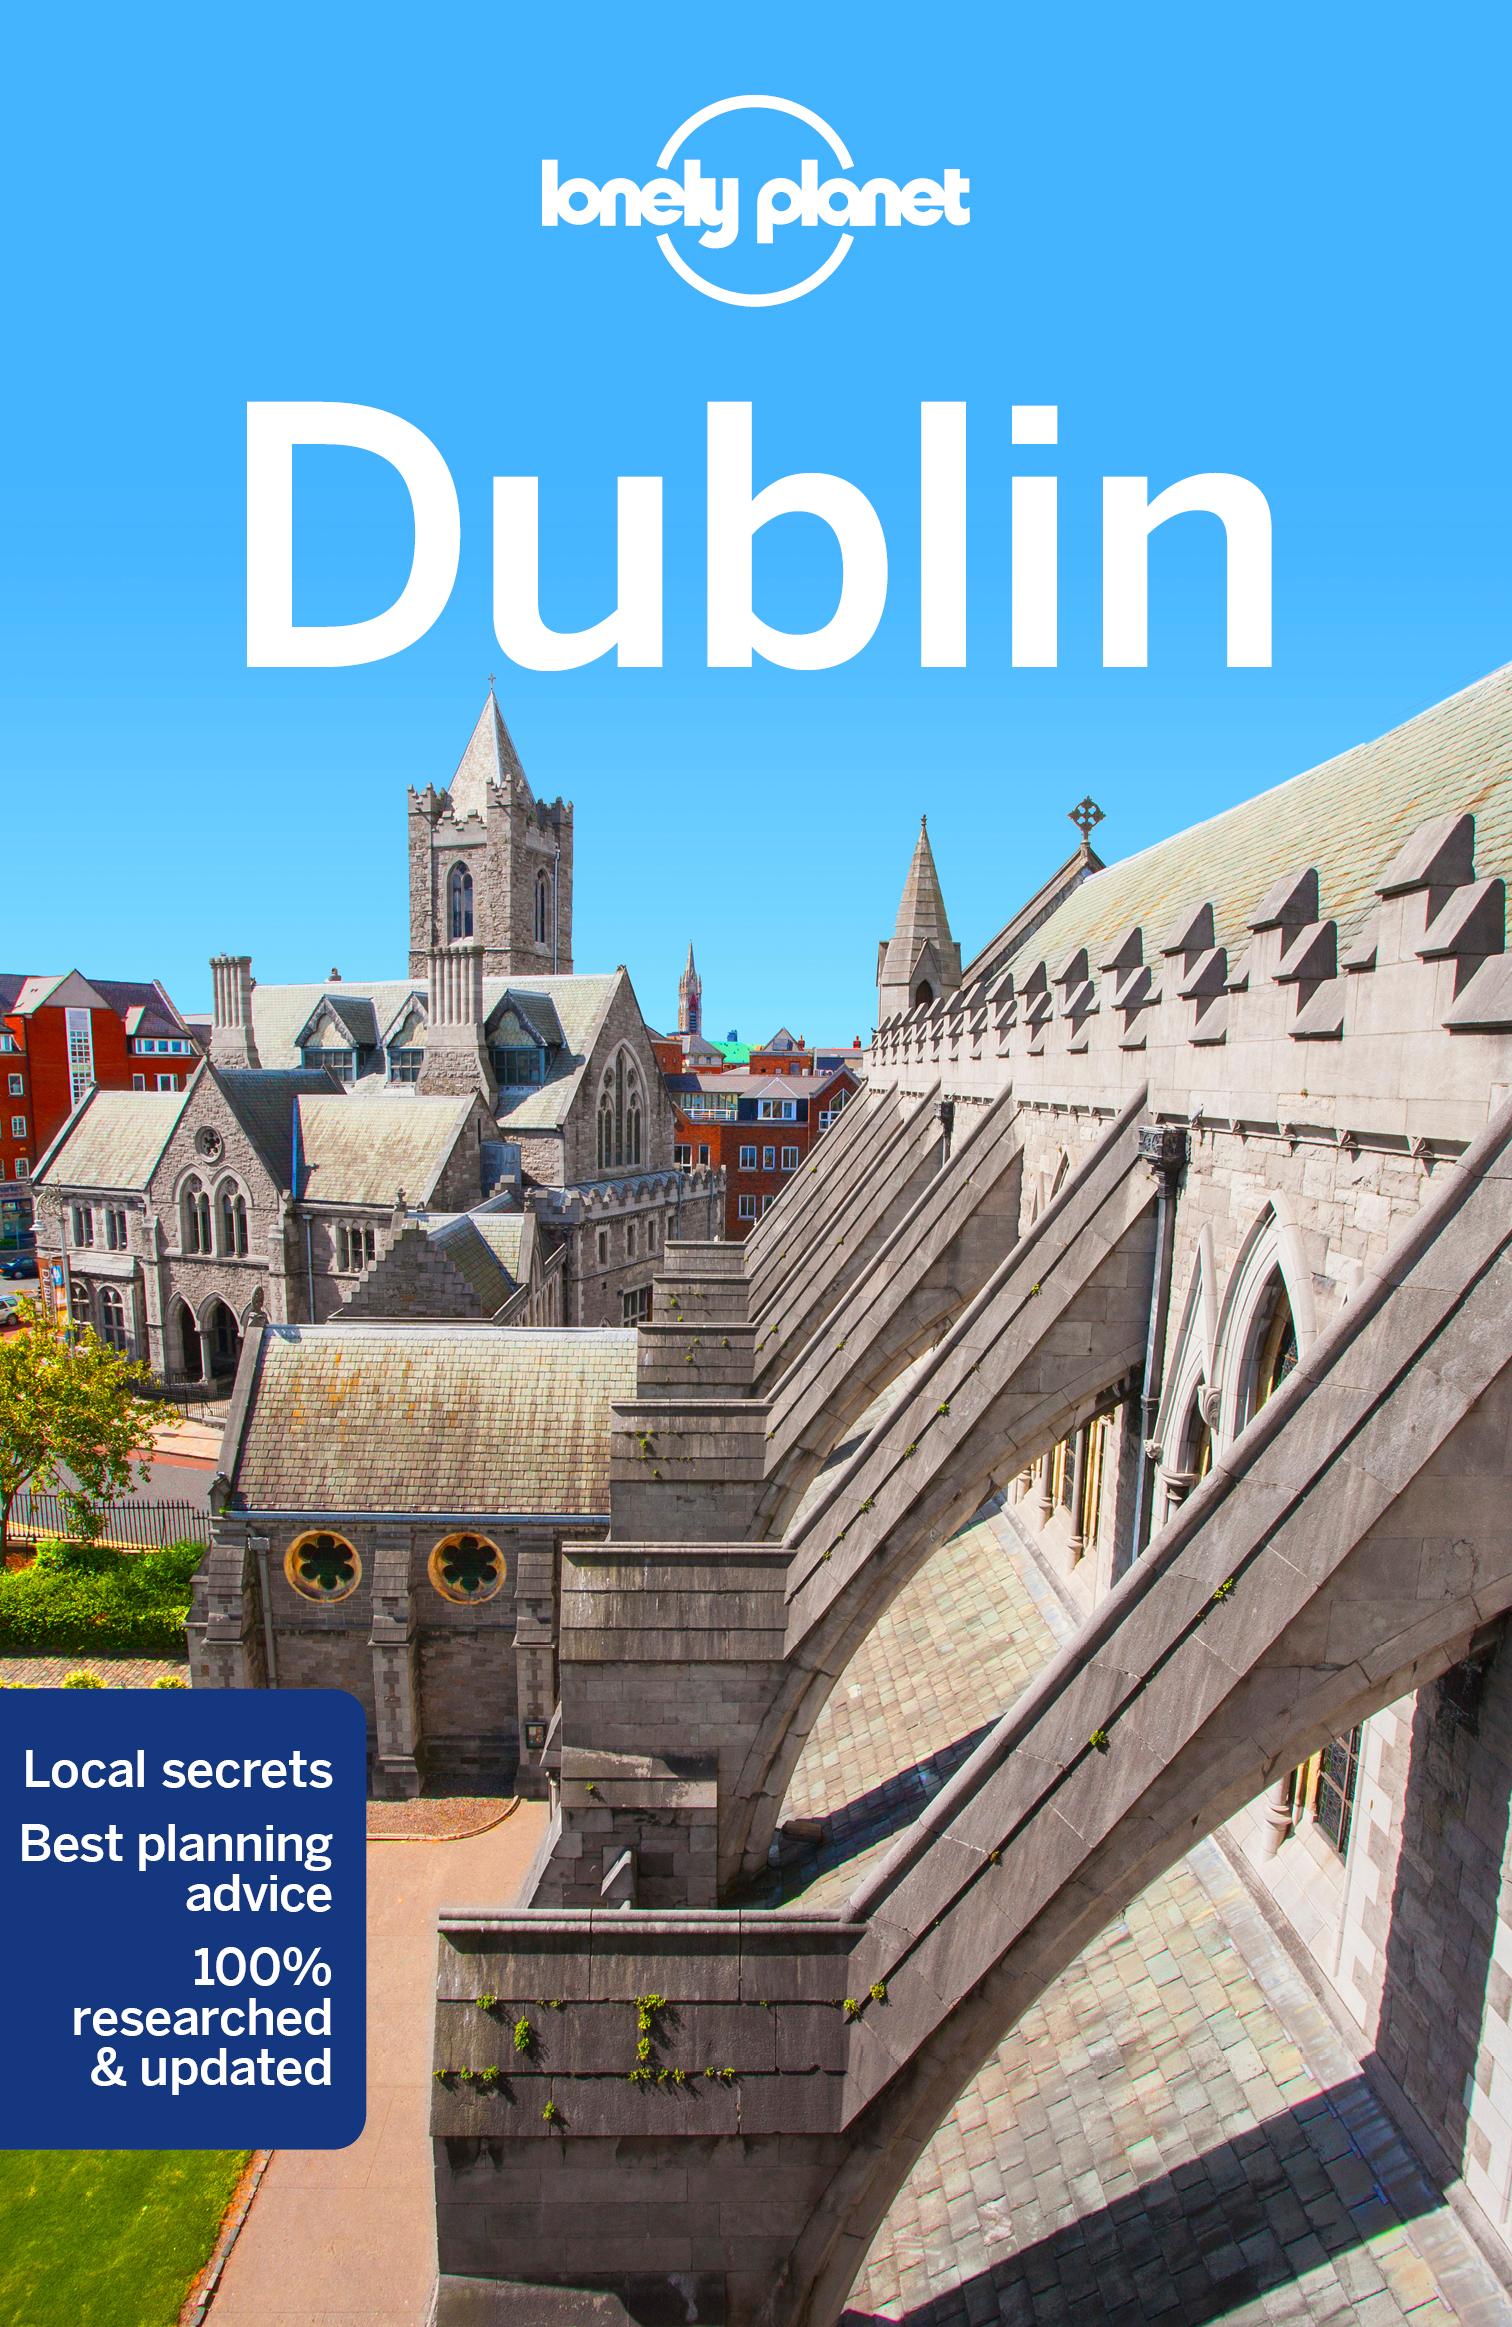 lonely planet
Dublin
Local secrets
Best planning
advice
100%
researched
& updated